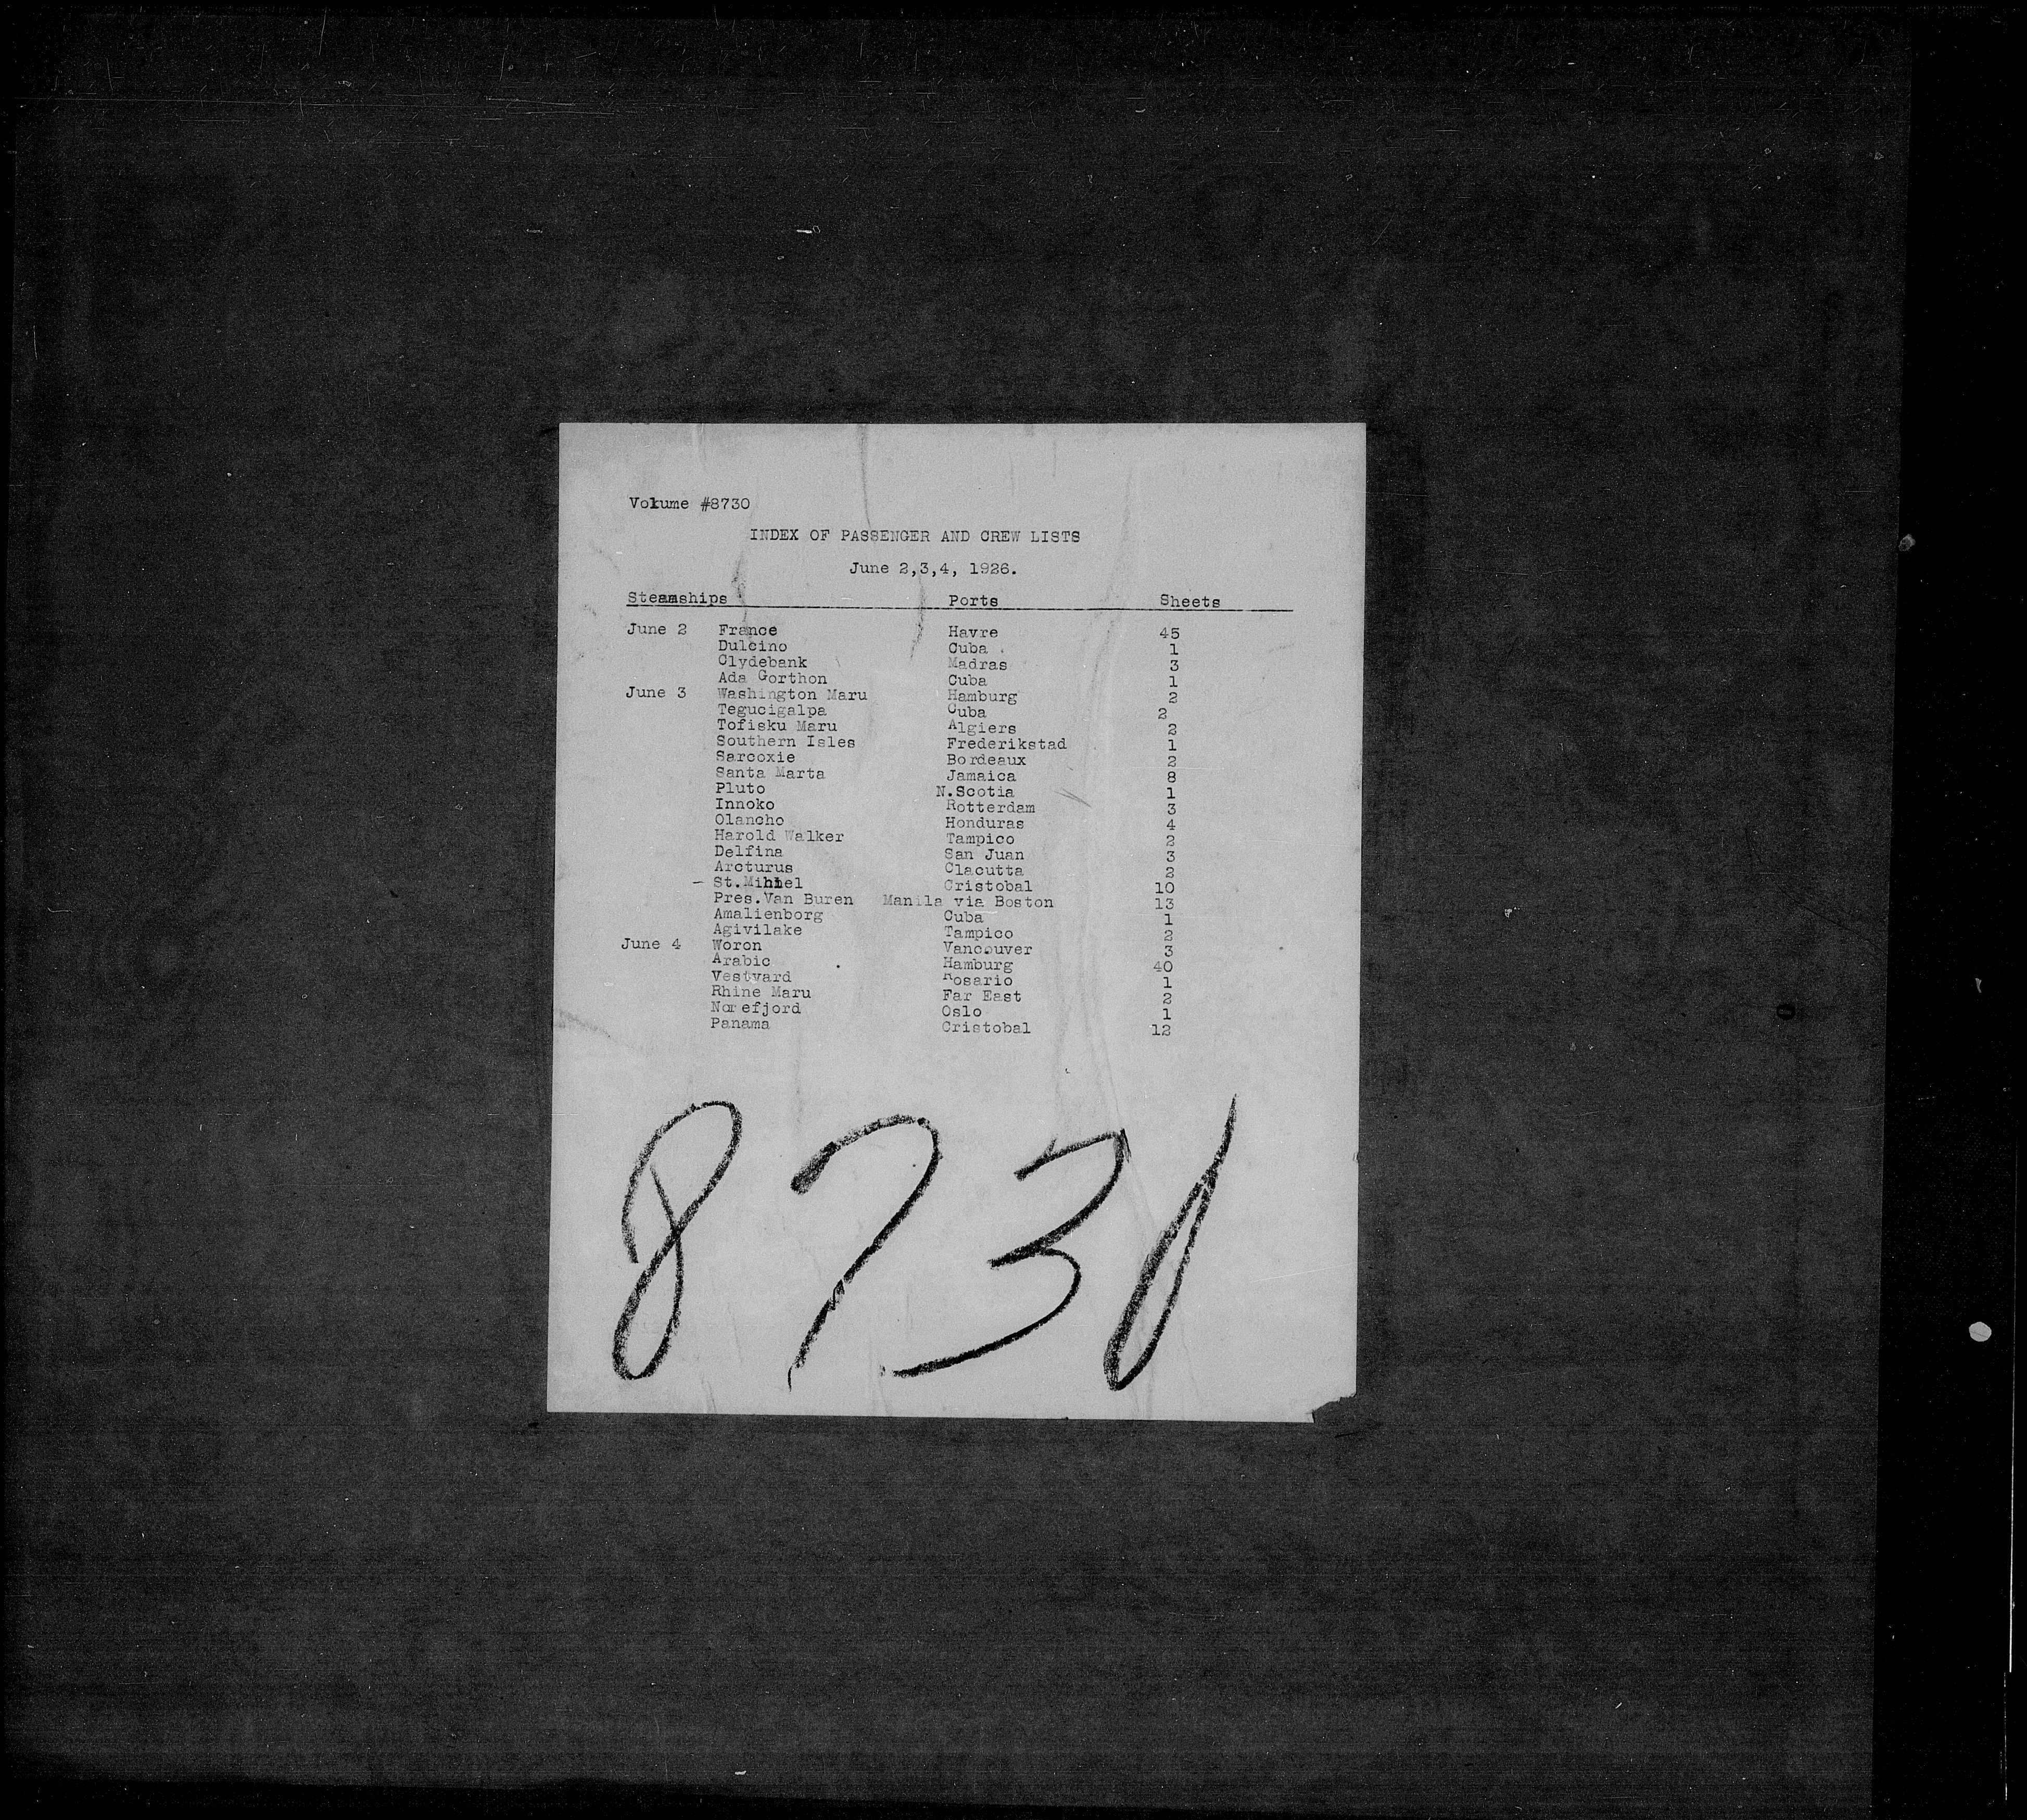 Volume #8730
INDEX OF PASSENGER AND CREW LISTS
June 2,3,4, 1926.
Steamships Ports Sheets
June 2 France Havre 45
Dulcino Cuba 1
Clydebank Madras 3
Ada Gorthon Cuba 1
June 3 Washington Maru Hamburg 2
Tegucigalpa Cuba 2
Tofisku Maru Algiers 2
Southern Isles Frederikstad 1
Sarcoxie Bordeaux 2
Santa Marta Jamaica 8
Pluto N.Scotia 1
Innoko Rotterdam 3
Olancho Honduras 4
Harold Walker Tampico 2
Delfina San Juan 3
Arcturus Clacutta 2
- St.Mihiel Cristobal 10
Pres.Van Buren Manila via Boston 13
Amalienborg Cuba 1
Agivilake Tampico 2
June 4 Woron Vancouver 3
Arabic Hamburg 40
Vestvard Rosario 1
Rhine Maru Far East 2
Norefjord Oslo 1
Panama Cristobal 12
8730